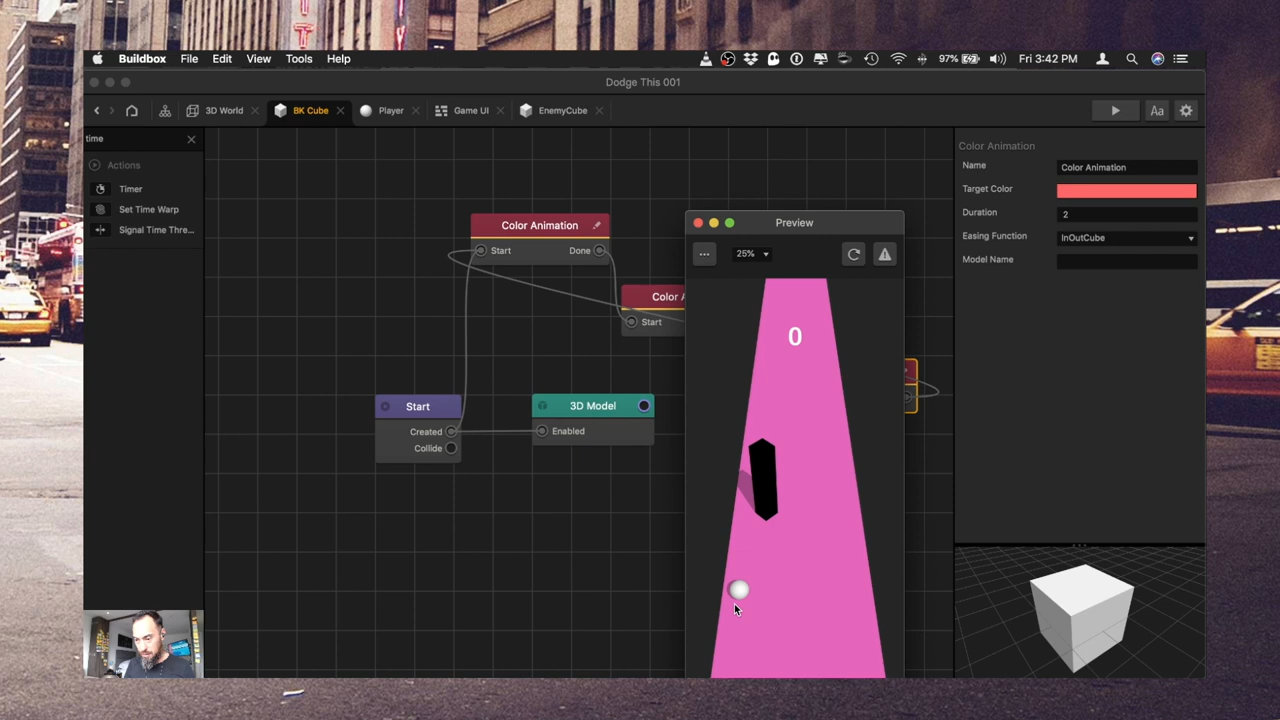 Buildbox File Edit View Tools Help 97% Fri 3:42 PM
Dodge This 001
3D World BK Cube Player Game UI EnemyCube Aa
time
Actions
Timer
Set Time Warp
Signal Time Thre...
Color Animation
Start Done
Color A
Start
Start
Created
Collide
3D Model
Enabled
Preview
... 25%
0
Color Animation
Name Color Animation
Target Color
Duration 2
Easing Function InOutCube
Model Name